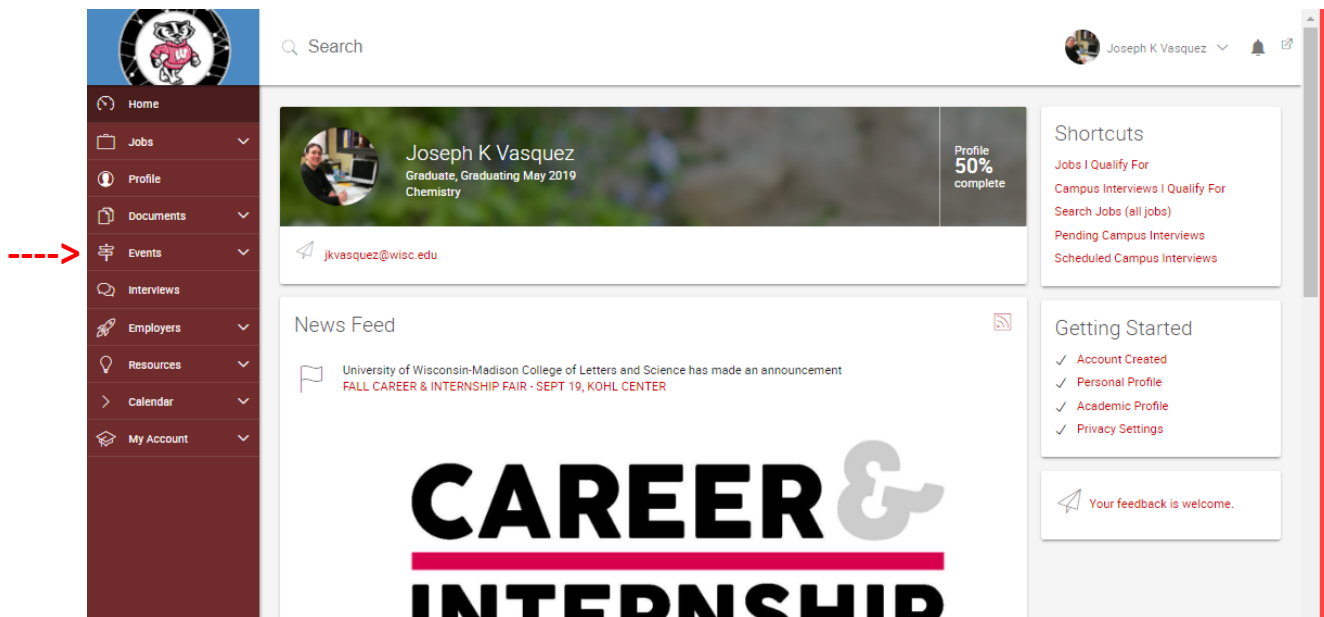 Search
Joseph K Vasquez
---->
Home
Jobs
Profile
Documents
Events
Interviews
Employers
Resources
Calendar
My Account
Joseph K Vasquez
Graduate, Graduating May 2019
Chemistry
Profile
50%
complete
jkvasquez@wisc.edu
News Feed
University of Wisconsin-Madison College of Letters and Science has made an announcement
FALL CAREER & INTERNSHIP FAIR - SEPT 19, KOHL CENTER
CAREER &
INTERNSHIP
Shortcuts
Jobs I Qualify For
Campus Interviews I Qualify For
Search Jobs (all jobs)
Pending Campus Interviews
Scheduled Campus Interviews
Getting Started
Account Created
Personal Profile
Academic Profile
Privacy Settings
Your feedback is welcome.